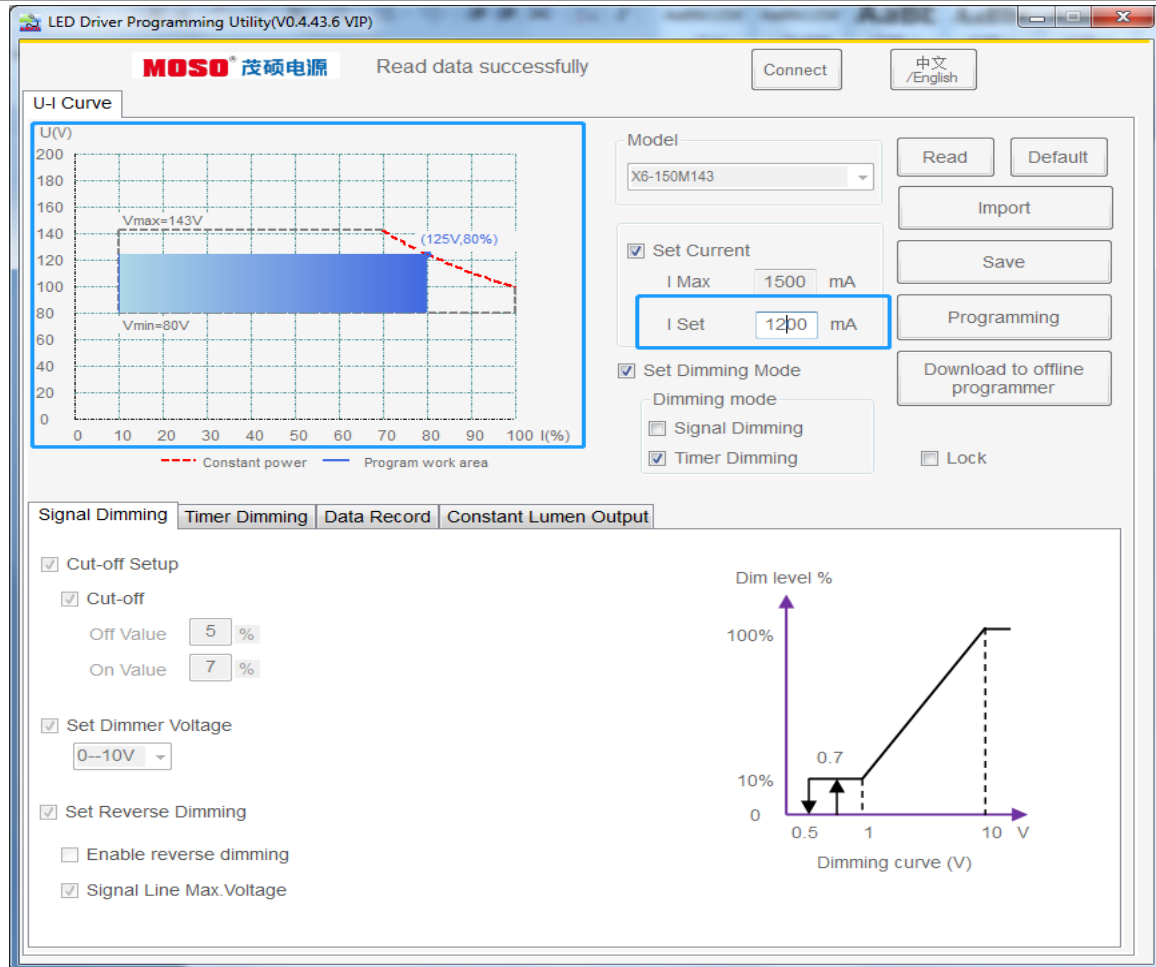 LED Driver Programming Utility(V0.4.43.6 VIP)
MOSO® 茂硕电源
Read data successfully
Connect
中文
/English
U-I Curve
U(V)
200
180
160
140
120
100
80
60
40
20
0
Vmax=143V
(125V,80%)
Vmin=80V
0 10 20 30 40 50 60 70 80 90 100 I(%)
Constant power
Program work area
Model
X6-150M143
Set Current
I Max 1500 mA
I Set 1200 mA
Set Dimming Mode
Dimming mode
Signal Dimming
Timer Dimming
Read
Default
Import
Save
Programming
Download to offline
programmer
Lock
Signal Dimming
Timer Dimming
Data Record
Constant Lumen Output
Cut-off Setup
Cut-off
Off Value 5 %
On Value 7 %
Set Dimmer Voltage
0--10V
Set Reverse Dimming
Enable reverse dimming
Signal Line Max.Voltage
Dim level %
100%
0.7
10%
0
0.5 1 10 V
Dimming curve (V)